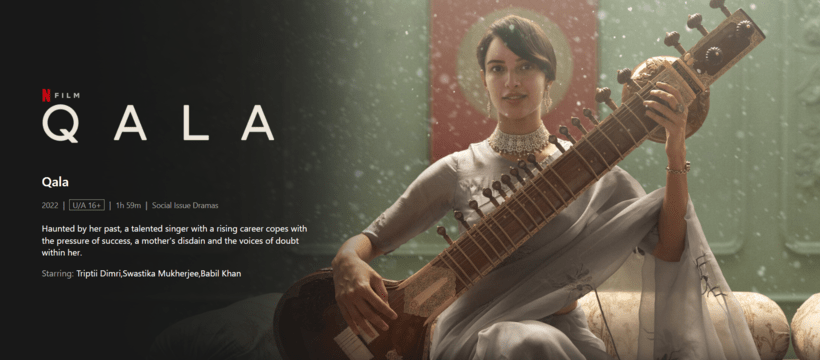 N FILM
QALA
Qala
2022 | U/A 16+ | 1h 59m | Social Issue Dramas
Haunted by her past, a talented singer with a rising career copes with
the pressure of success, a mother's disdain and the voices of doubt
within her.
Starring: Triptii Dimri,Swastika Mukherjee,Babil Khan